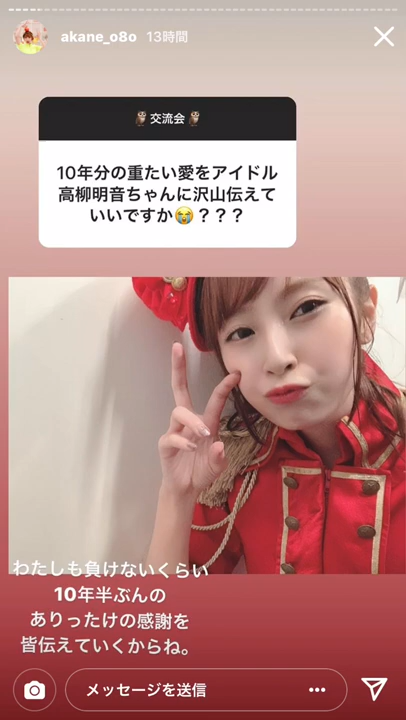 akane_o8o 13時間
🦉交流会🦉
10年分の重たい愛をアイドル
高柳明音ちゃんに沢山伝えて
いいですか😭？？？
わたしも負けないくらい
10年半ぶんの
ありったけの感謝を
皆伝えていくからね。
メッセージを送信